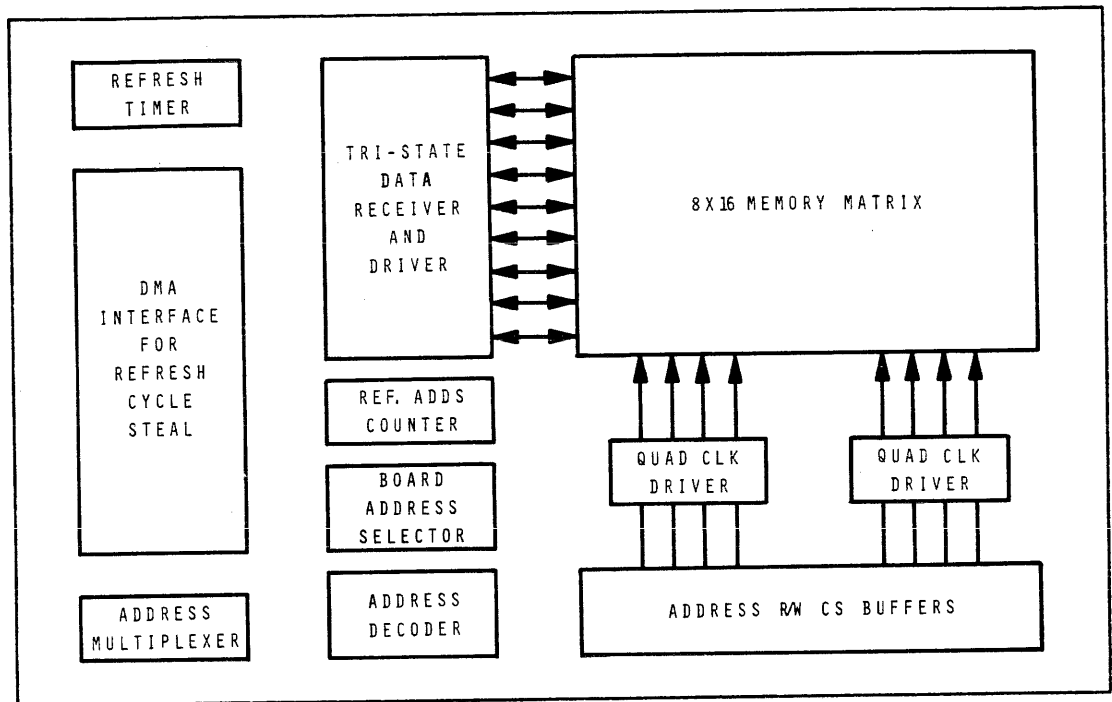 REFRESH
TIMER
DMA
INTERFACE
FOR
REFRESH
CYCLE
STEAL
ADDRESS
MULTIPLEXER
TRI-STATE
DATA
RECEIVER
AND
DRIVER
REF. ADDS
COUNTER
BOARD
ADDRESS
SELECTOR
ADDRESS
DECODER
8X16 MEMORY MATRIX
QUAD CLK
DRIVER
QUAD CLK
DRIVER
ADDRESS R/W CS BUFFERS